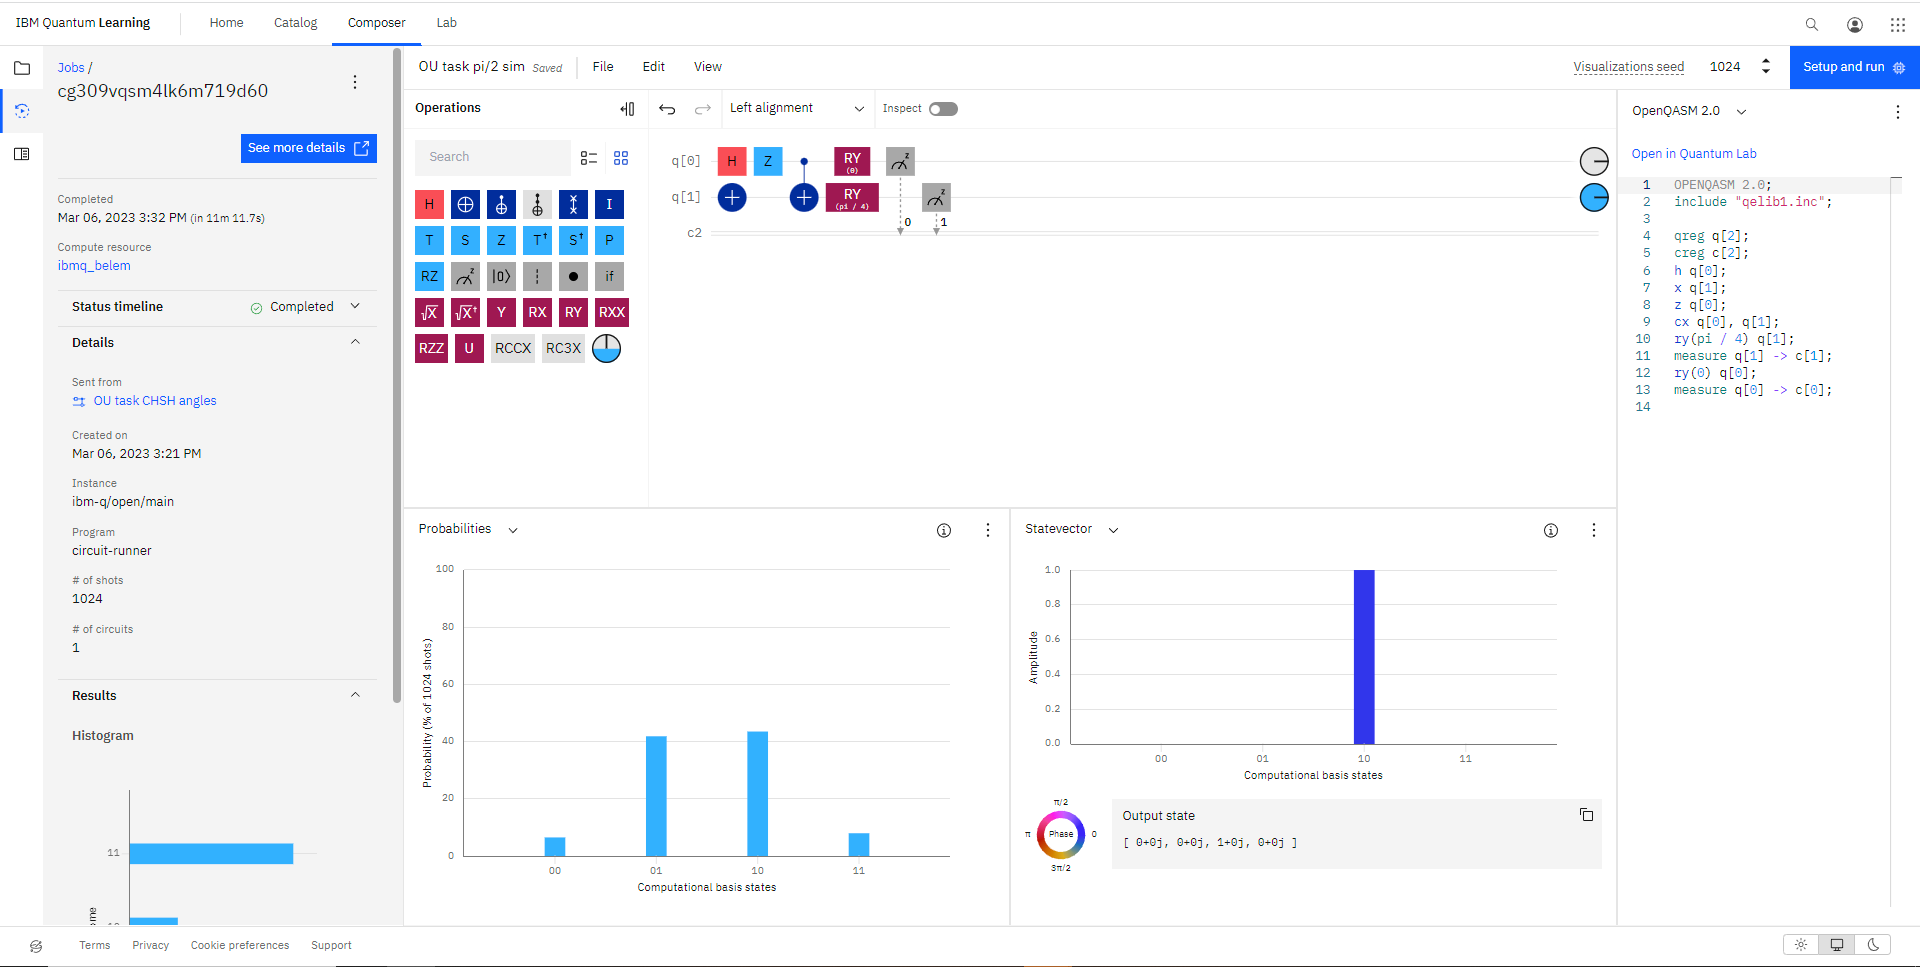 IBM Quantum Learning
Home Catalog Composer Lab
Jobs /
cg309vqsm4lk6m719d60
See more details
Completed
Mar 06, 2023 3:32 PM (in 11m 11.7s)
Compute resource
ibmq_belem
Status timeline Completed
Details
Sent from
OU task CHSH angles
Created on
Mar 06, 2023 3:21 PM
Instance
ibm-q/open/main
Program
circuit-runner
# of shots
1024
# of circuits
1
Results
Histogram
11
OU task pi/2 sim Saved File Edit View
Visualizations seed 1024 Setup and run
Operations
Search
H I
T S Z T† S† P
RZ z |0⟩ if
√X √X† Y RX RY RXX
RZZ U RCCX RC3X
Left alignment Inspect
q[0] H Z RY (0) z
q[1] RY (pi / 4) z
0 1
c2
OpenQASM 2.0
Open in Quantum Lab
1 OPENQASM 2.0;
2 include "qelib1.inc";
3
4 qreg q[2];
5 creg c[2];
6 h q[0];
7 x q[1];
8 z q[0];
9 cx q[0], q[1];
10 ry(pi / 4) q[1];
11 measure q[1] -> c[1];
12 ry(0) q[0];
13 measure q[0] -> c[0];
14
Probabilities
Probability (% of 1024 shots)
100
80
60
40
20
0
00 01 10 11
Computational basis states
Statevector
Amplitude
1.0
0.8
0.6
0.4
0.2
0.0
00 01 10 11
Computational basis states
π/2
π Phase 0
3π/2
Output state
[ 0+0j, 0+0j, 1+0j, 0+0j ]
Terms Privacy Cookie preferences Support